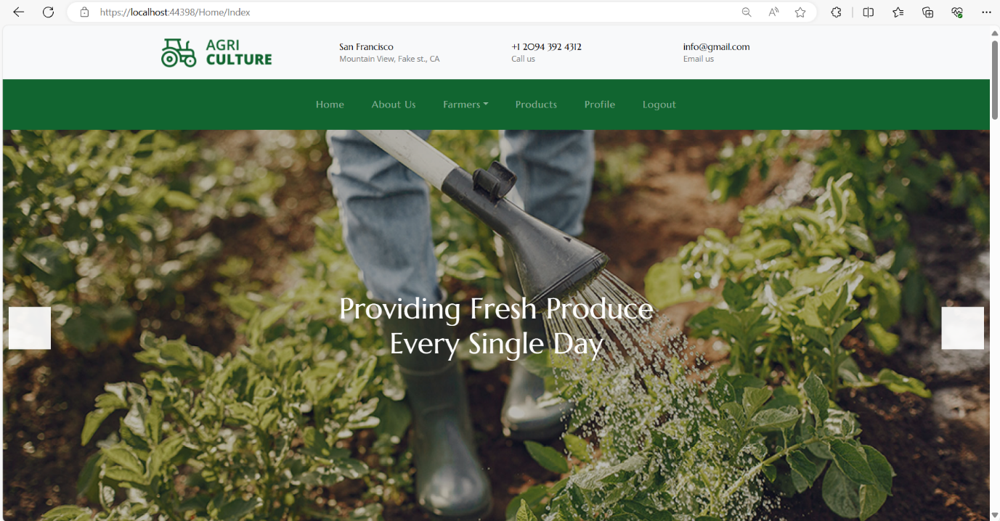 https://localhost:44398/Home/Index
AGRI
CULTURE
San Francisco
Mountain View, Fake st., CA
+1 2094 392 4312
Call us
info@gmail.com
Email us
Home About Us Farmers Products Profile Logout
Providing Fresh Produce
Every Single Day